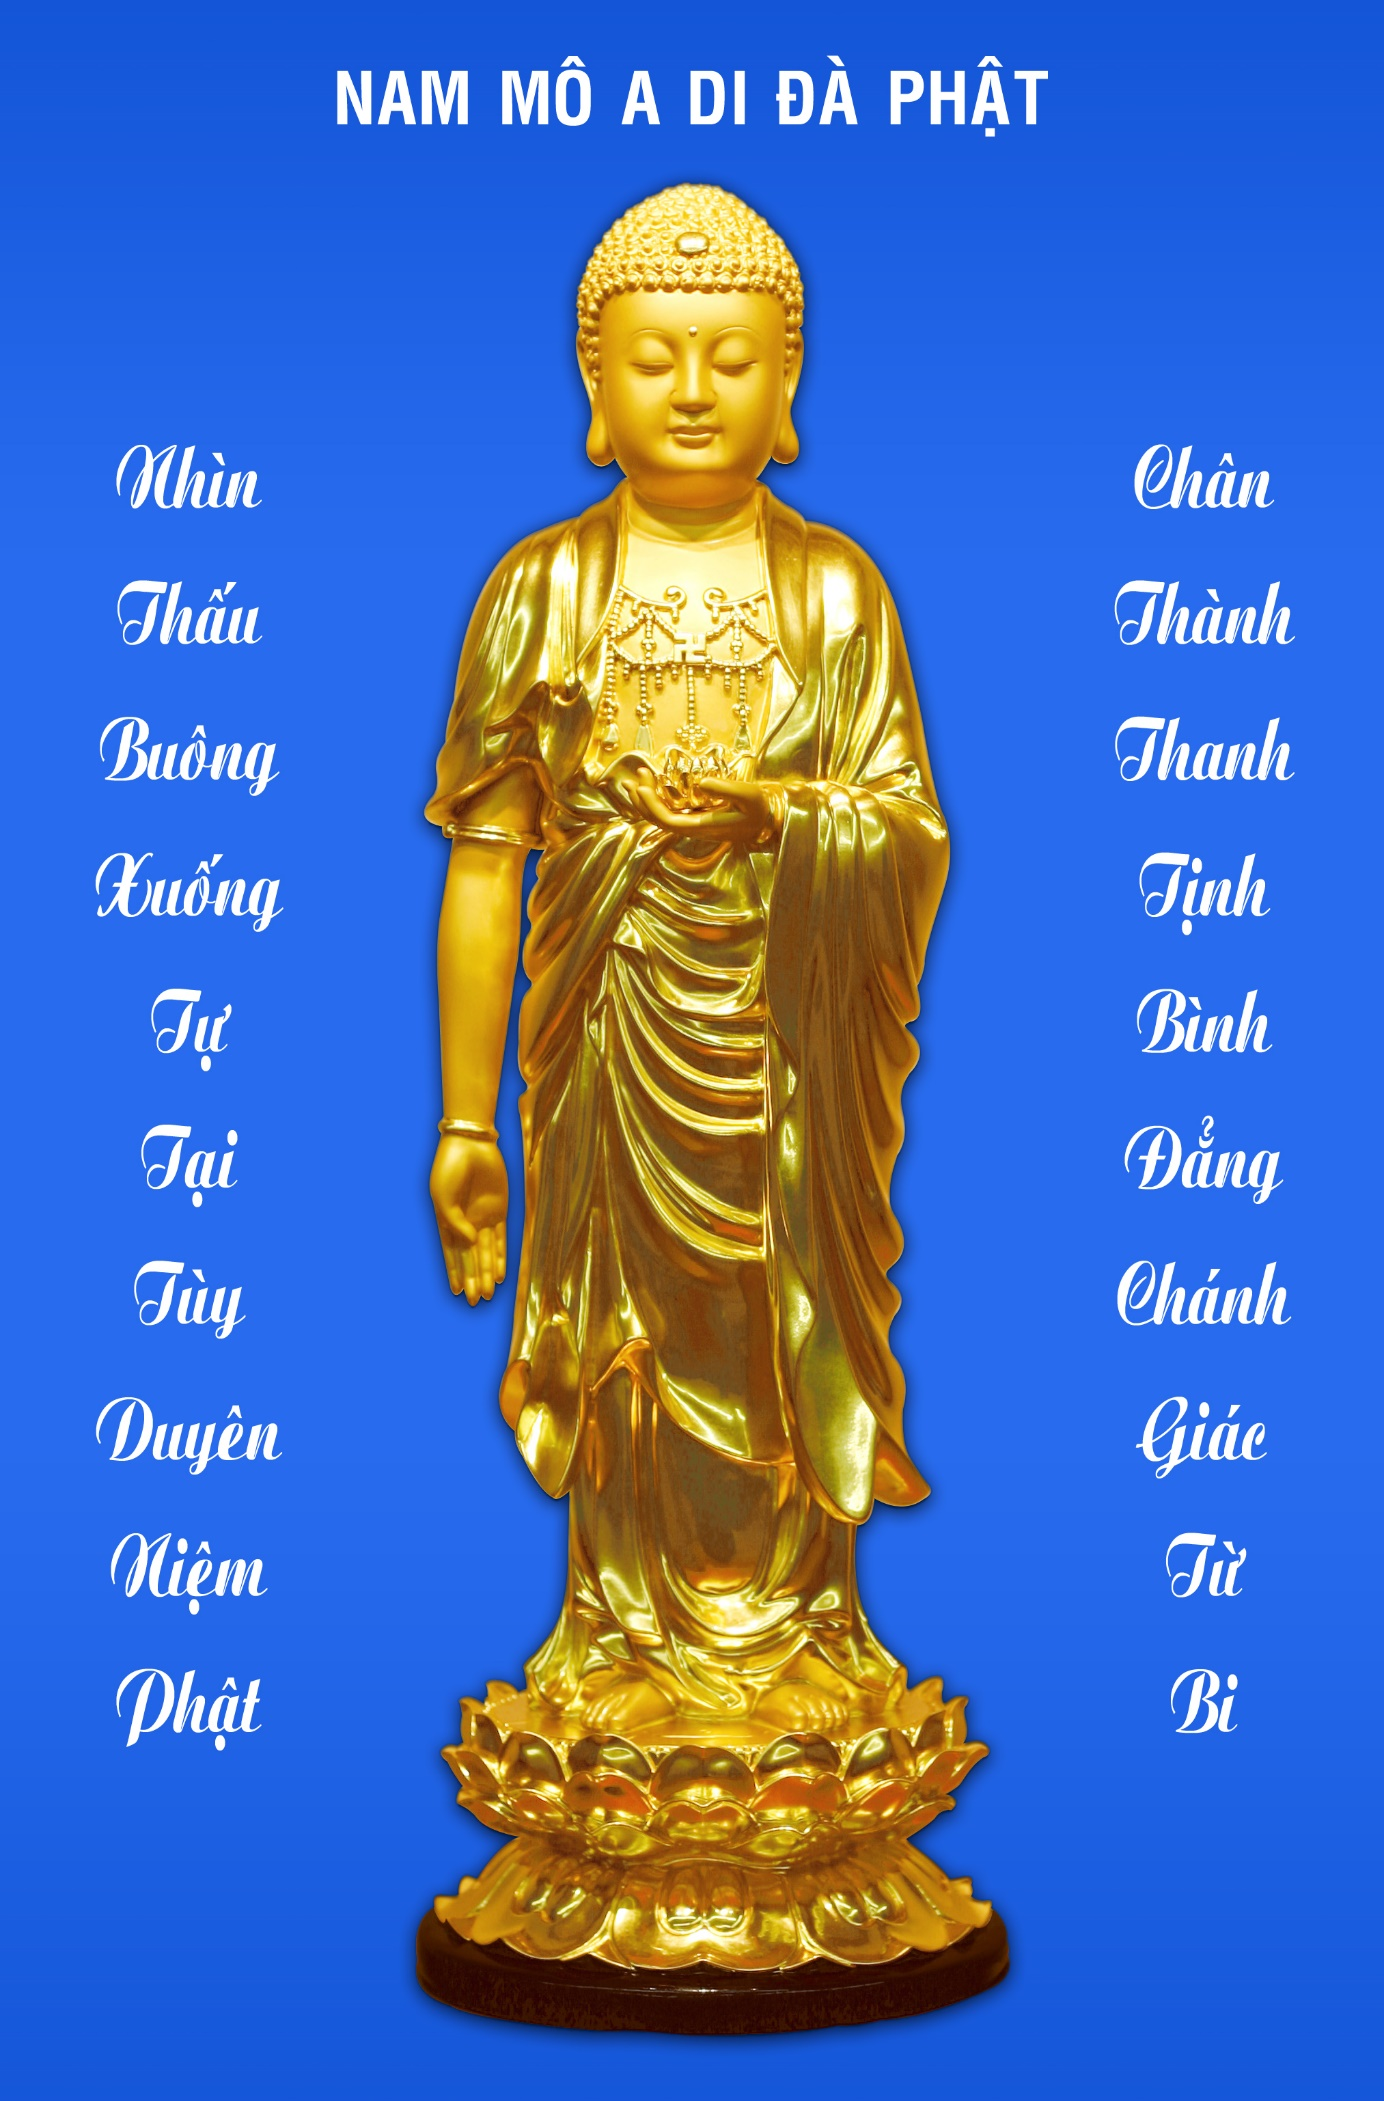 NAM MÔ A DI ĐÀ PHẬT
Nhìn
Thấu
Buông
Xuống
Tự
Tại
Tùy
Duyên
Niệm
Phật
Chân
Thành
Thanh
Tịnh
Bình
Đẳng
Chánh
Giác
Từ
Bi